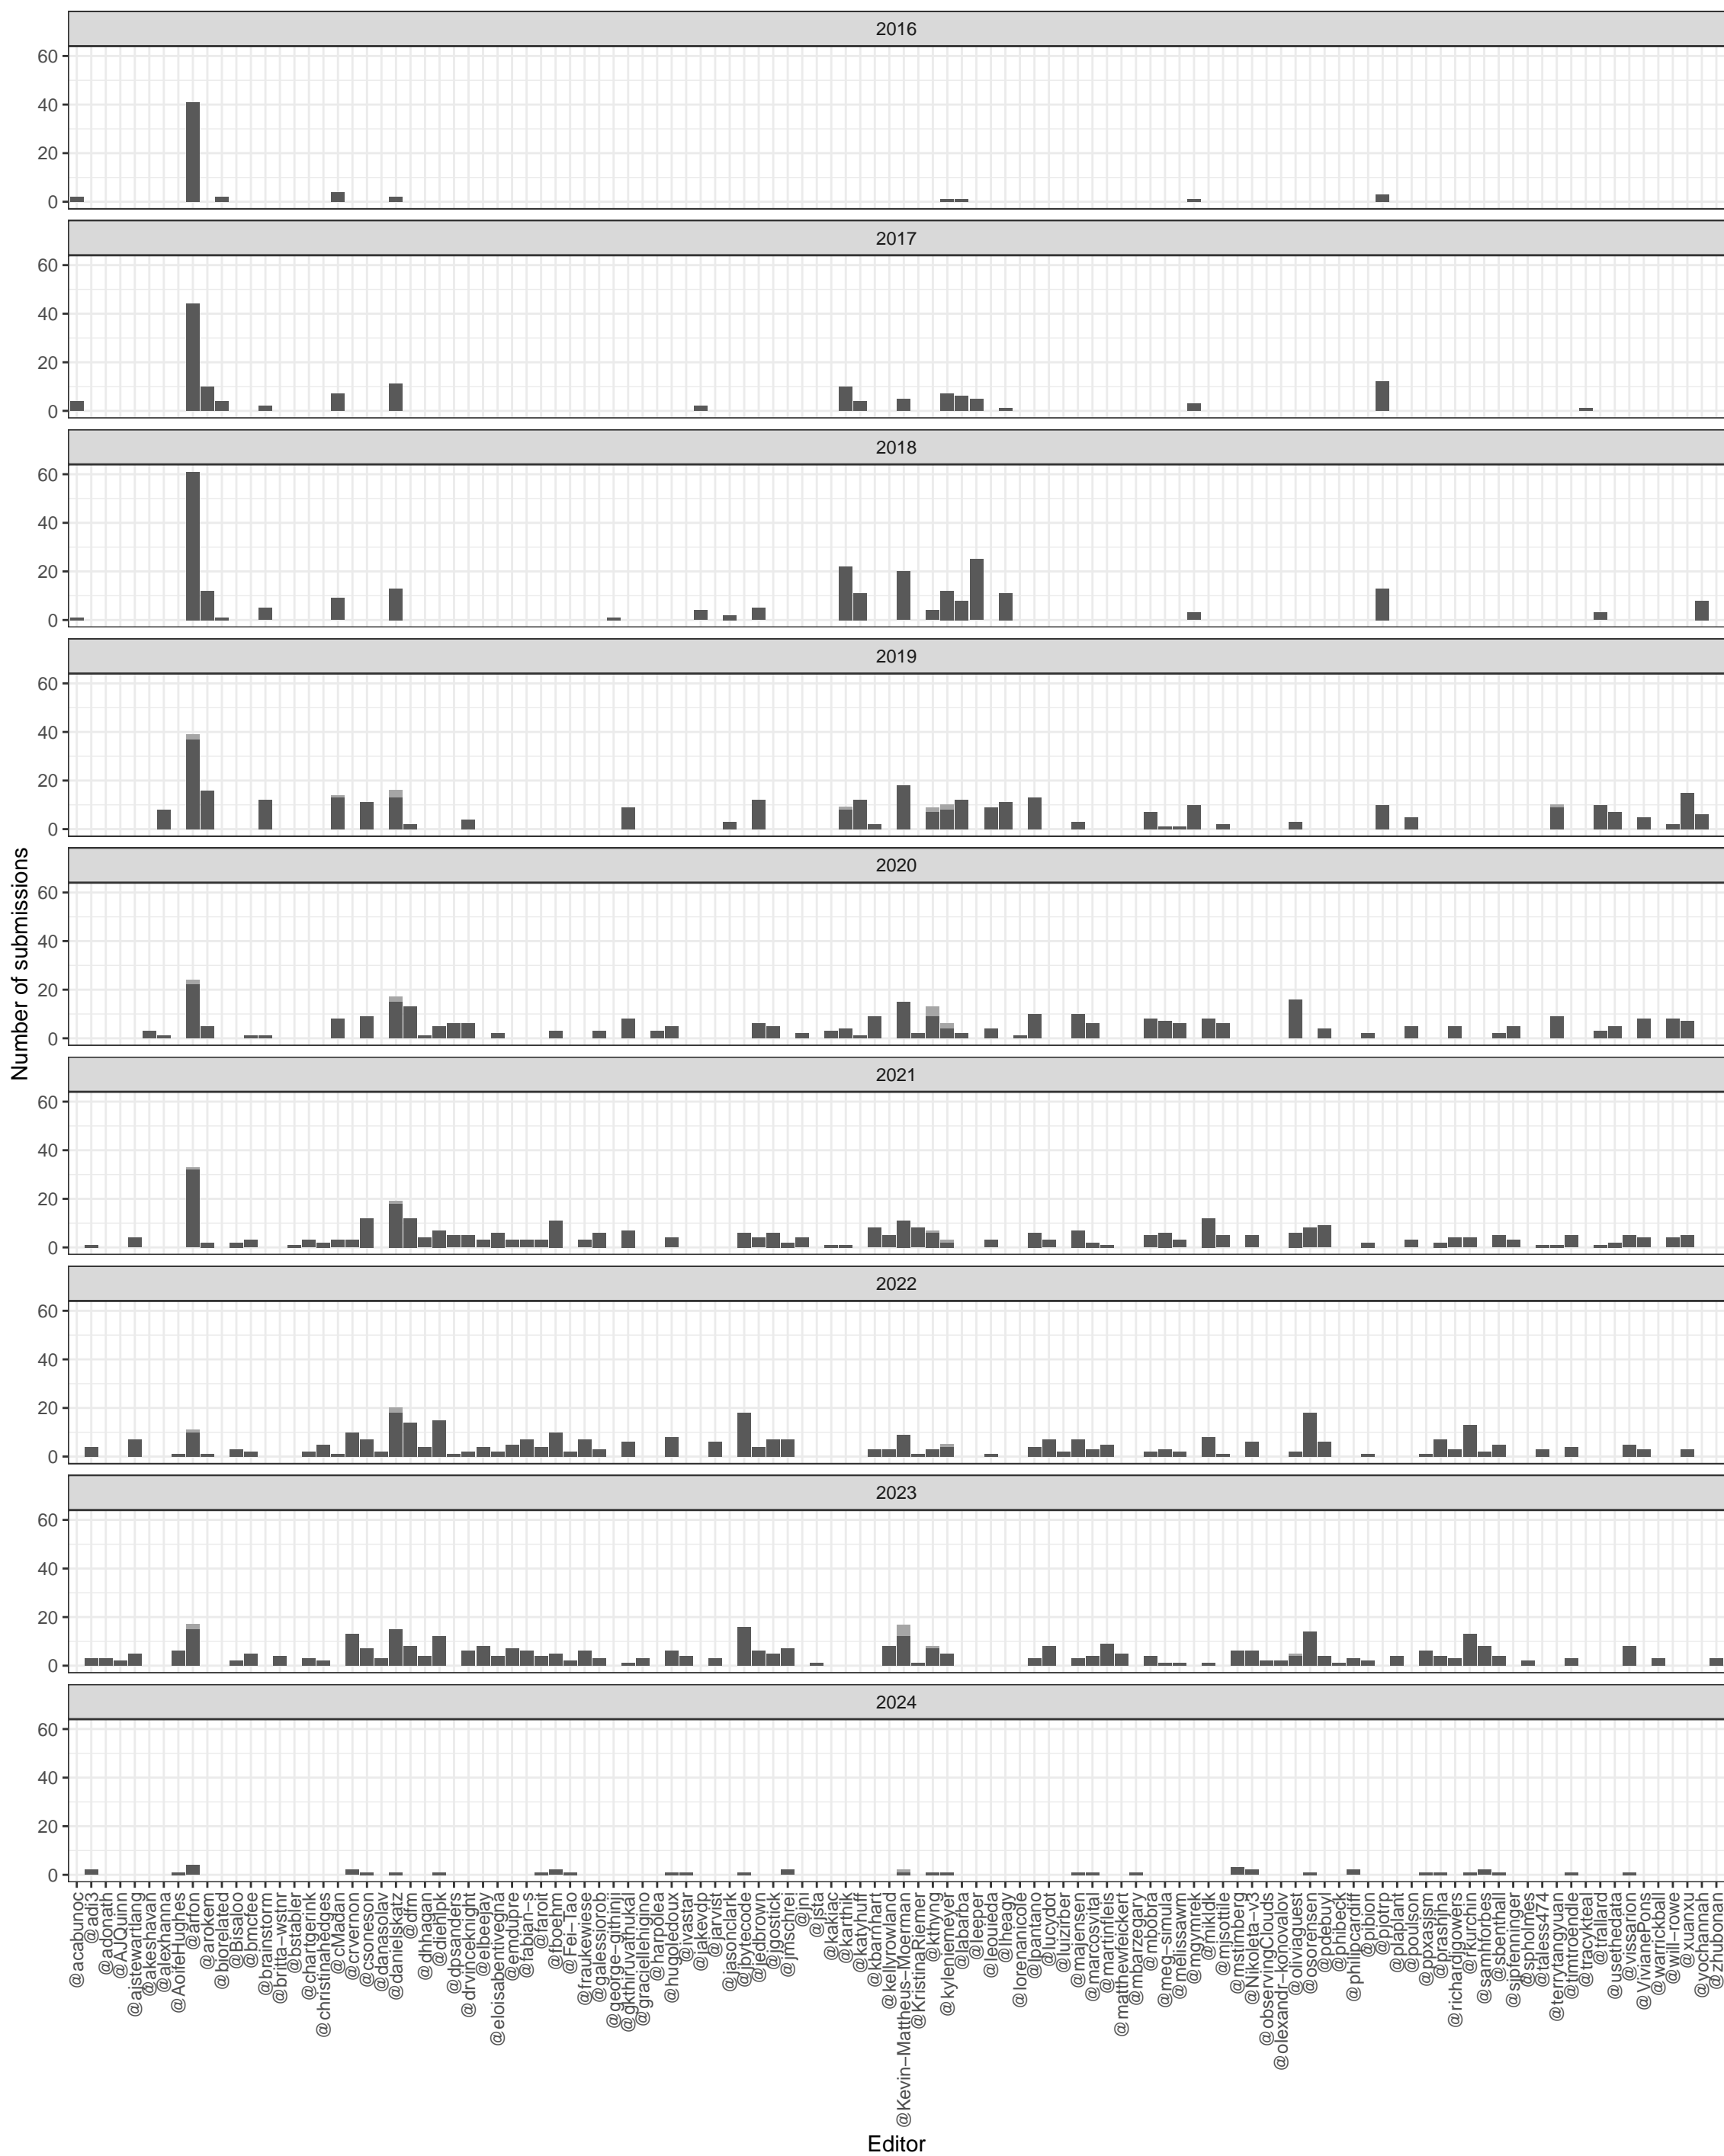 2016
60
40
20
0
2017
60
40
20
0
2018
60
40
20
0
2019
60
40
20
0
2020
60
40
20
0
2021
60
40
20
0
2022
60
40
20
0
2023
60
40
20
0
2024
60
40
20
0
Number of submissions
@acabunoc
@adi3
@adonath
@AJQuinn
@ajstewartlang
@akeshavan
@alexhanna
@AoifeHughes
@arfon
@arokem
@biorelated
@Bisaloo
@bmcfee
@brainstorm
@britta−wstnr
@bstabler
@chartgerink
@christinahedges
@cMadan
@crvernon
@csoneson
@danasolav
@danielskatz
@dfm
@dhhagan
@diehlpk
@dpsanders
@drvinceknight
@elbeejay
@eloisabentivegna
@emdupre
@fabian−s
@faroit
@fboehm
@Fei−Tao
@fraukewiese
@galessiorob
@george−githinji
@gkthiruvathukal
@graciellehigino
@harpolea
@hugoledoux
@ivastar
@jakevdp
@jarvist
@jasonclark
@jbytecode
@jedbrown
@jgostick
@jmschrei
@jni
@jsta
@kakiac
@karthik
@katyhuff
@kbarnhart
@kellyrowland
@Kevin−Mattheus−Moerman
@KristinaRiemer
@kthyng
@kyleniemeyer
@labarba
@leeper
@leouieda
@lheagy
@lorenanicole
@lpantano
@lucydot
@luizirber
@majensen
@marcosvital
@martinfleis
@matthewfeickert
@mbarzegary
@mbobra
@meg−simula
@melissawm
@mgymrek
@mikldk
@mjsottile
@mstimberg
@Nikoleta−v3
@observingClouds
@olexandr−konovalov
@oliviaguest
@osorensen
@pdebuyl
@phibeck
@philipcardiff
@pibion
@pjotrp
@plaplant
@poulson
@ppxasjsm
@prashjha
@richardjgowers
@rkurchin
@samhforbes
@sbenthall
@sjpfenninger
@spholmes
@taless474
@terrytangyuan
@timtroendle
@tracykteal
@trallard
@usethedata
@vissarion
@VivianePons
@warrickball
@will−rowe
@xuanxu
@yochannah
@zhubonan
Editor